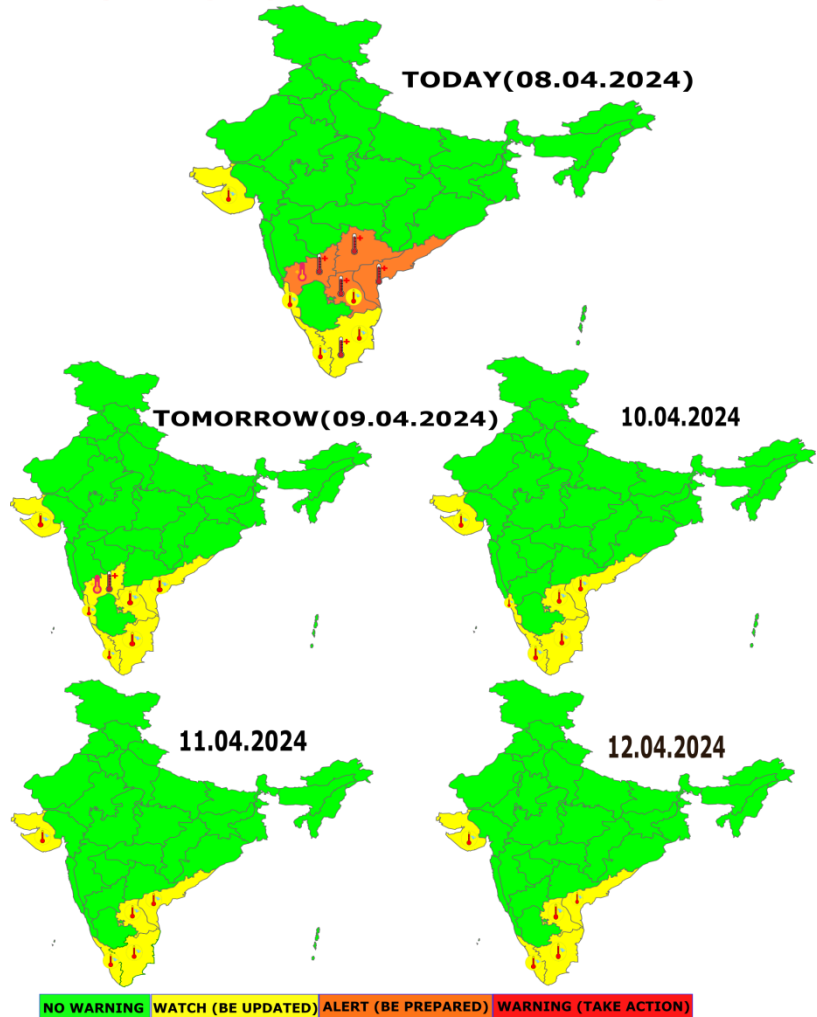 TODAY(08.04.2024)
TOMORROW(09.04.2024)
10.04.2024
11.04.2024
12.04.2024
NO WARNING
WATCH (BE UPDATED)
ALERT (BE PREPARED)
WARNING (TAKE ACTION)